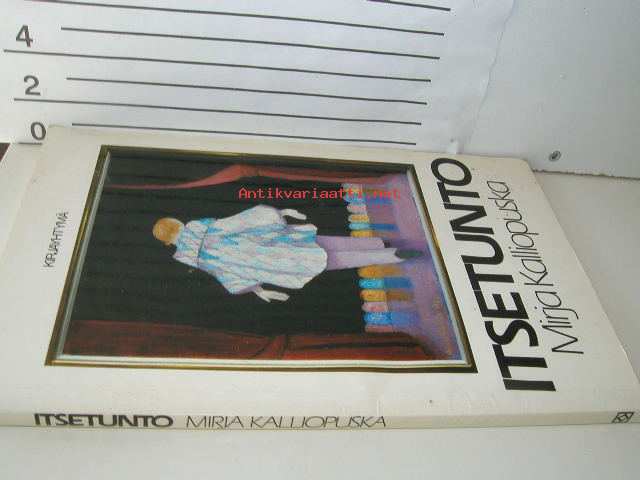 4
2
0
ITSETUNTO
Mirja Kalliopuska
Antikvariaatti.net
KIRJAYHTYMÄ
ITSETUNTO MIRJA KALLIOPUSKA